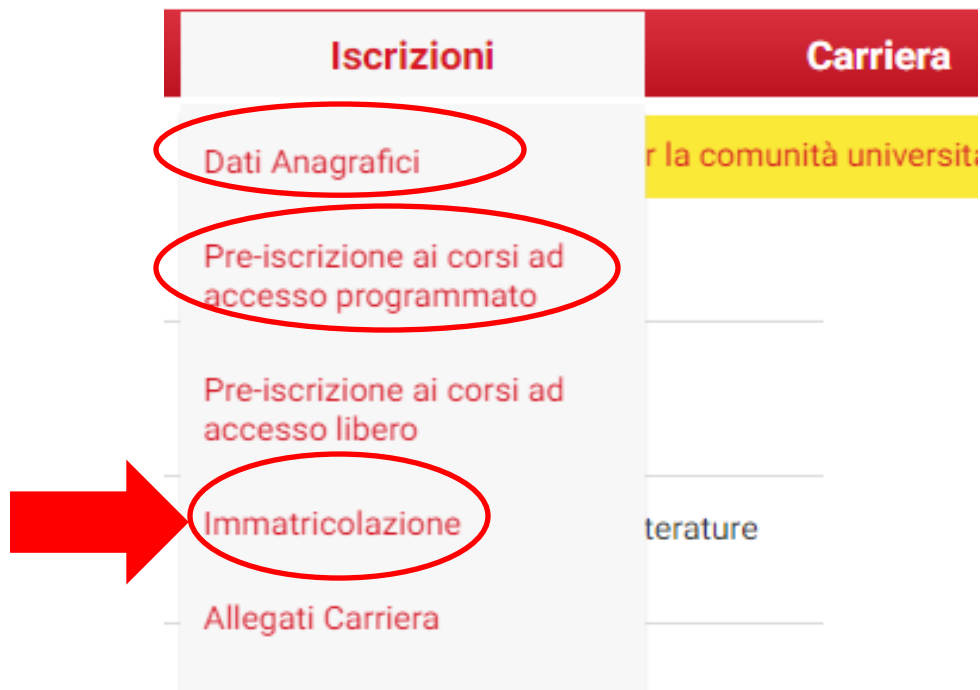 Iscrizioni
Carriera
Dati Anagrafici
r la comunità universit
Pre-iscrizione ai corsi ad
accesso programmato
Pre-iscrizione ai corsi ad
accesso libero
Immatricolazione
terature
Allegati Carriera